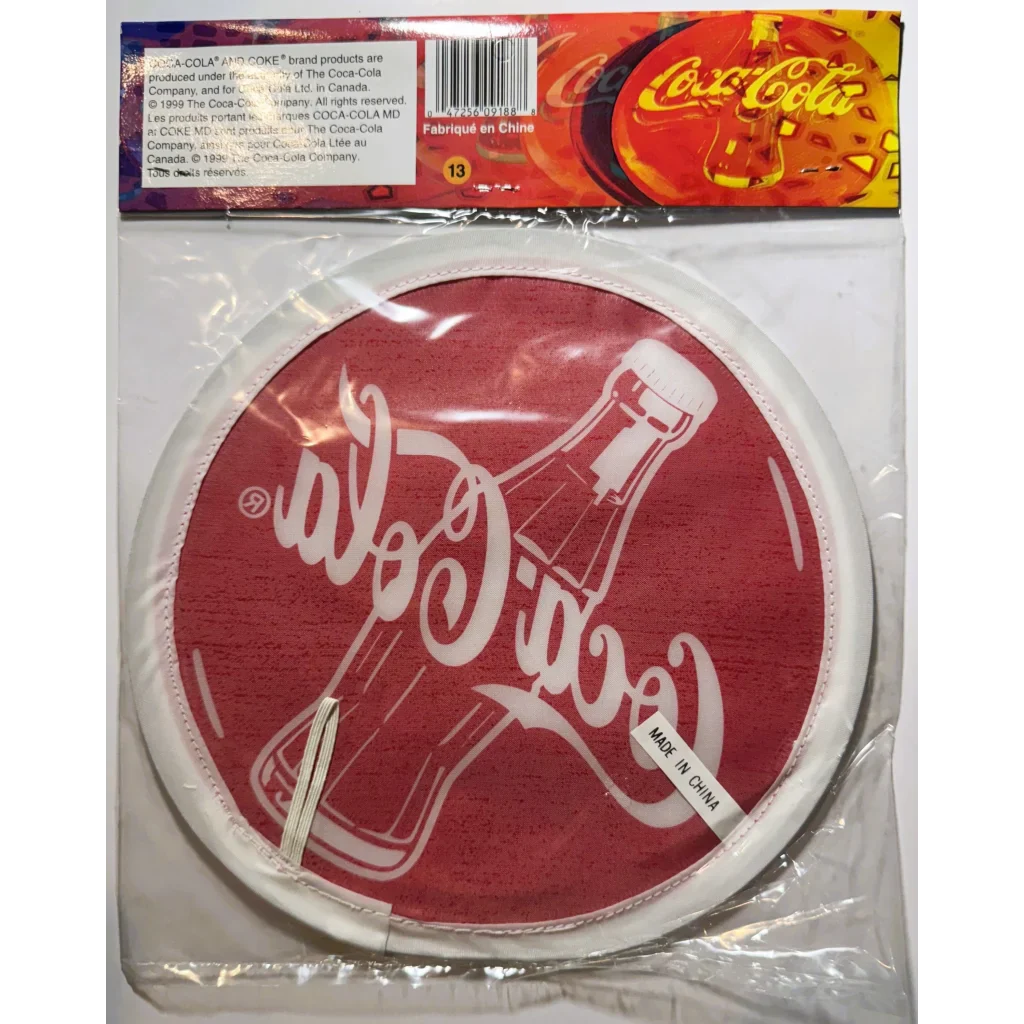 COCA-COLA® AND COKE® brand products are
produced under the authority of The Coca-Cola
Company, and for Coca-Cola Ltd. in Canada.
© 1999 The Coca-Cola Company. All rights reserved.
Les produits portant les marques COCA-COLA MD
at COKE MD sont produits pour The Coca-Cola
Company, ainsi que pour Coca-Cola Ltée au
Canada. © 1999 The Coca-Cola Company.
Tous droits réservés.
0 47256 09188 8
Fabriqué en Chine
13
Coca-Cola
Coca-Cola
Coca-Cola®
MADE IN CHINA